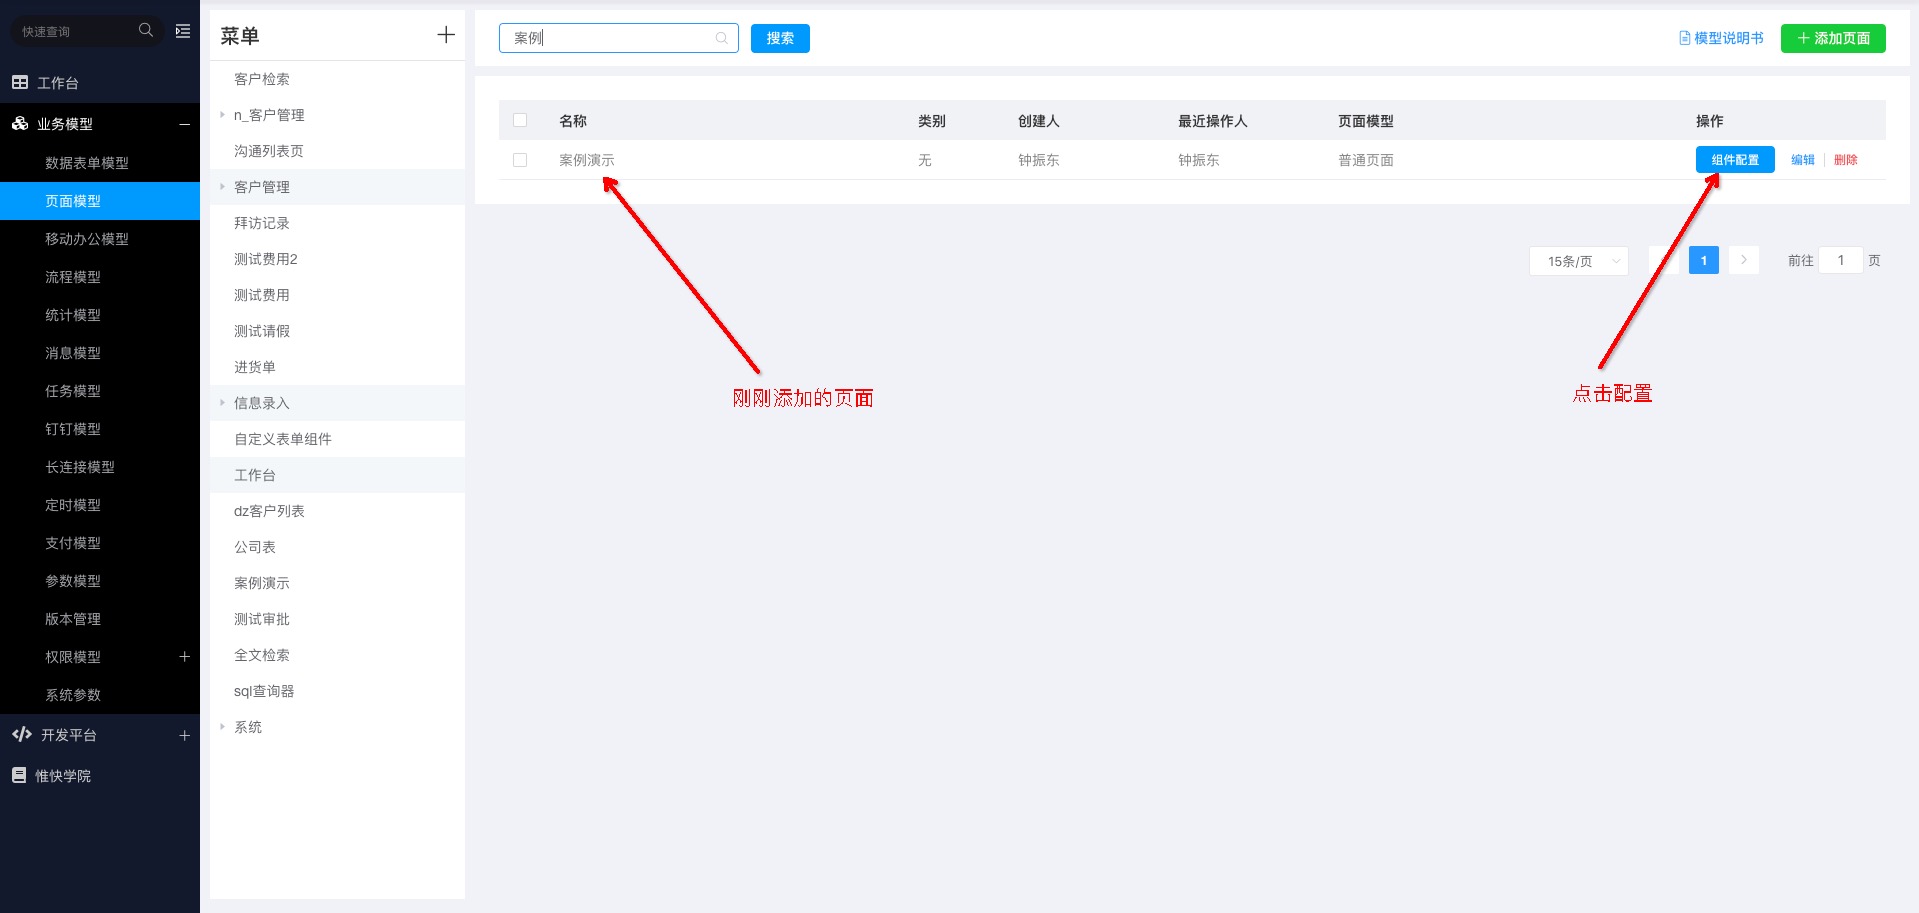 快速查询
工作台
业务模型
数据表单模型
页面模型
移动办公模型
流程模型
统计模型
消息模型
任务模型
钉钉模型
长连接模型
定时模型
支付模型
参数模型
版本管理
权限模型
系统参数
开发平台
惟快学院
菜单
客户检索
n_客户管理
沟通列表页
客户管理
拜访记录
测试费用2
测试费用
测试请假
进货单
信息录入
自定义表单组件
工作台
dz客户列表
公司表
案例演示
测试审批
全文检索
sql查询器
系统
案例 搜索 模型说明书 添加页面
名称 类别 创建人 最近操作人 页面模型 操作
案例演示 无 钟振东 钟振东 普通页面 组件配置 编辑 删除
15条/页 1 前往 1 页
刚刚添加的页面
点击配置